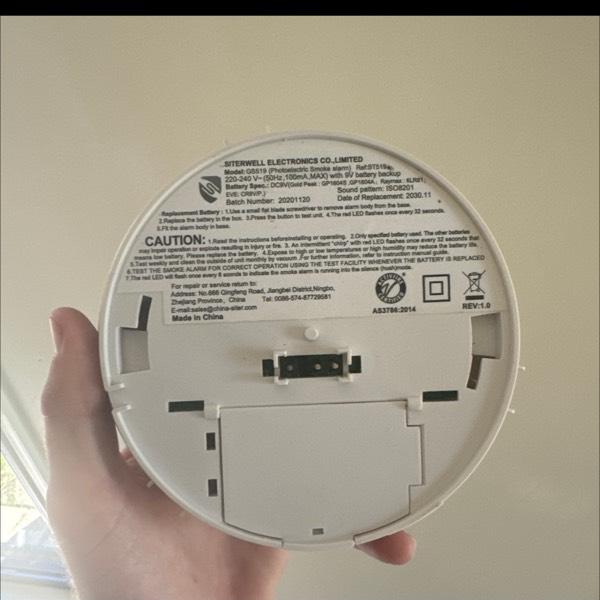 SITERWELL ELECTRONICS CO.,LIMITED
Model: GS519 (Photoelectric Smoke alarm) Ref:ST519
220-240 V~(50Hz,100mA,MAX) with 9V battery backup
Battery Spec.: DC9V(Gold Peak : GP1604S ,GP1604A, Raymax : 6LR61,
EVE: CR9V/P,)
Sound pattern: ISO8201
Batch Number: 20201120
Date of Replacement: 2030.11
Replacement Battery : 1.Use a small flat blade screwdriver to remove alarm body from the base.
2.Replace the battery in the box. 3.Press the button to test unit. 4.The red LED flashes once every 32 seconds.
5.Fit the alarm body in the base.
CAUTION: 1.Read the instructions before installing or operating. 2.Only specified battery used. The other batteries
may impair operation or explode resulting in injury or fire. 3. An intermittent "chirp" with red LED flashes once every 32 seconds that
means low battery. Please replace the battery. 4.Expose to high or low temperatures or high humidity may reduce the battery life.
5.Test weekly and clean the outside of unit monthly by vacuum .For further information, refer to instruction manual guide.
6.TEST THE SMOKE ALARM FOR CORRECT OPERATION USING THE TEST FACILITY WHENEVER THE BATTERY IS REPLACED
7.The red LED will flash once every 8 seconds to indicate the smoke alarm is running into the silence (hush)mode.
For repair or service return to:
Address: No.666 Qingfeng Road, Jiangbei District,Ningbo,
Zhejiang Province, China Tel: 0086-574-87729581
E-mail:sales@china-siter.com
Made in China
AS3786:2014
REV:1.0